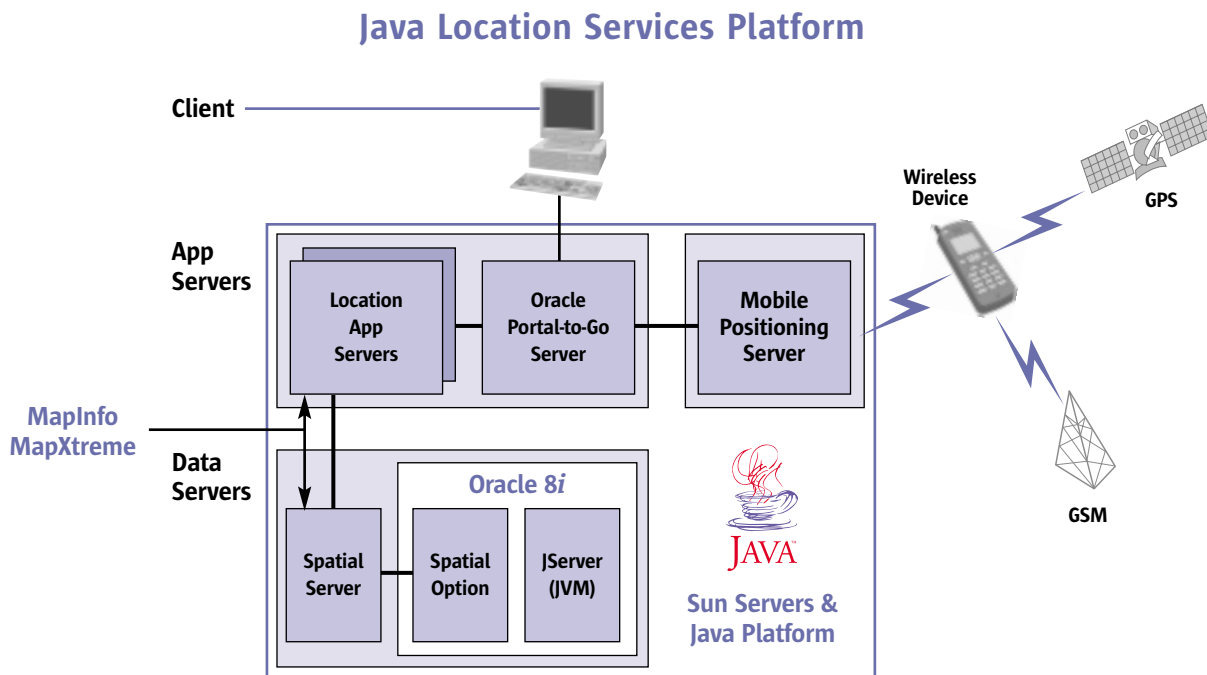 Java Location Services Platform
Client
Wireless
Device
GPS
App
Servers
Location
App
Servers
Oracle
Portal-to-Go
Server
Mobile
Positioning
Server
MapInfo
MapXtreme
Data
Servers
Oracle 8i
Spatial
Server
Spatial
Option
JServer
(JVM)
JAVA™
Sun Servers &
Java Platform
GSM